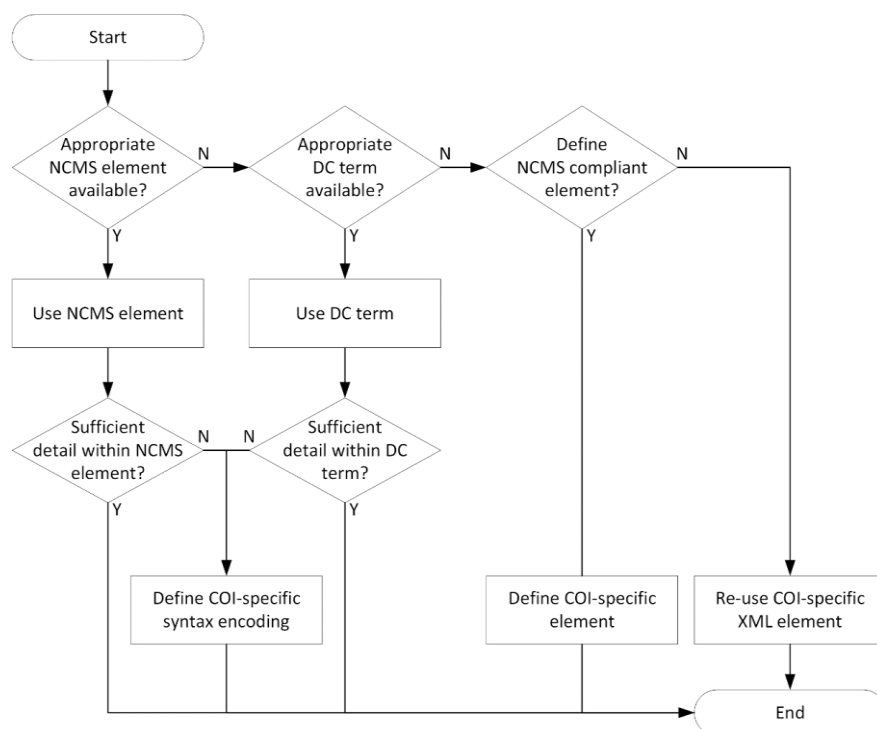 Start
Appropriate
NCMS element
available?
N
Appropriate
DC term
available?
N
Define
NCMS compliant
element?
N
Y
Y
Y
Use NCMS element
Use DC term
Sufficient
detail within NCMS
element?
N
N
Sufficient
detail within DC
term?
Y
Y
Define COI-specific
syntax encoding
Define COI-specific
element
Re-use COI-specific
XML element
End